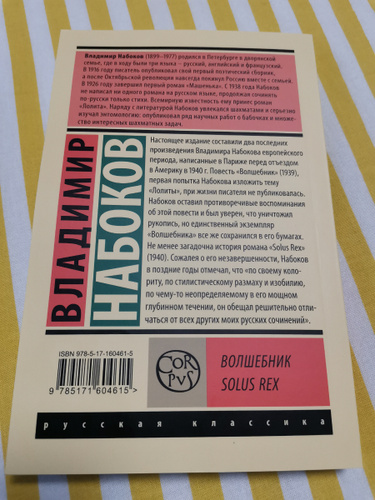 Владимир Набоков (1899–1977) родился в Петербурге в дворянской
семье, где в ходу были три языка – русский, английский и французский.
В 1916 году писатель опубликовал свой первый поэтический сборник,
а после Октябрьской революции навсегда покинул Россию вместе с семьей.
В 1926 году завершил первый роман «Машенька». С 1938 года Набоков
не написал ни одного романа на русском языке, продолжая сочинять
по-русски только стихи. Всемирную известность ему принес роман
«Лолита». Наряду с литературой Набоков увлекался шахматами и серьезно
изучал энтомологию: опубликовал ряд научных работ о бабочках и множе-
ство интересных шахматных задач.
ВЛАДИМИР
НАБОКОВ
Настоящее издание составили два последних
произведения Владимира Набокова европейского
периода, написанные в Париже перед отъездом
в Америку в 1940 г. Повесть «Волшебник» (1939),
первая попытка Набокова изложить тему
«Лолиты», при жизни писателя не публиковалась.
Набоков оставил противоречивые воспоминания
об этой повести и был уверен, что уничтожил
рукопись, но единственный экземпляр
«Волшебника» все же сохранился в его бумагах.
Не менее загадочна история романа «Solus Rex»
(1940). Сожалея о его незавершенности, Набоков
в поздние годы отмечал, что «по своему коло-
риту, по стилистическому размаху и изобилию,
по чему-то неопределяемому в его мощном
глубинном течении, он обещал решительно отли-
чаться от всех других моих русских сочинений».
ISBN 978-5-17-160461-5
9 785171 604615 >
COR
PVS
ВОЛШЕБНИК
SOLUS REX
русская классика